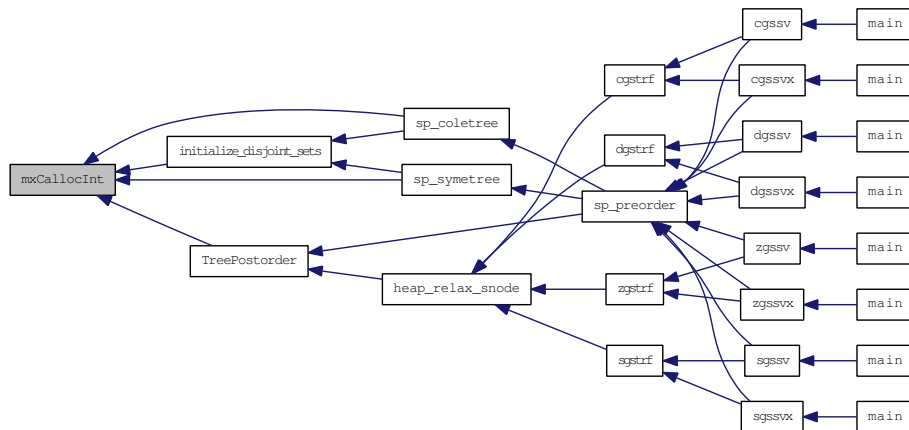 mxCallocInt
initialize_disjoint_sets
TreePostorder
sp_coletree
sp_symetree
heap_relax_snode
cgstrf
dgstrf
sp_preorder
zgstrf
sgstrf
cgssv
cgssvx
dgssv
dgssvx
zgssv
zgssvx
sgssv
sgssvx
main
main
main
main
main
main
main
main